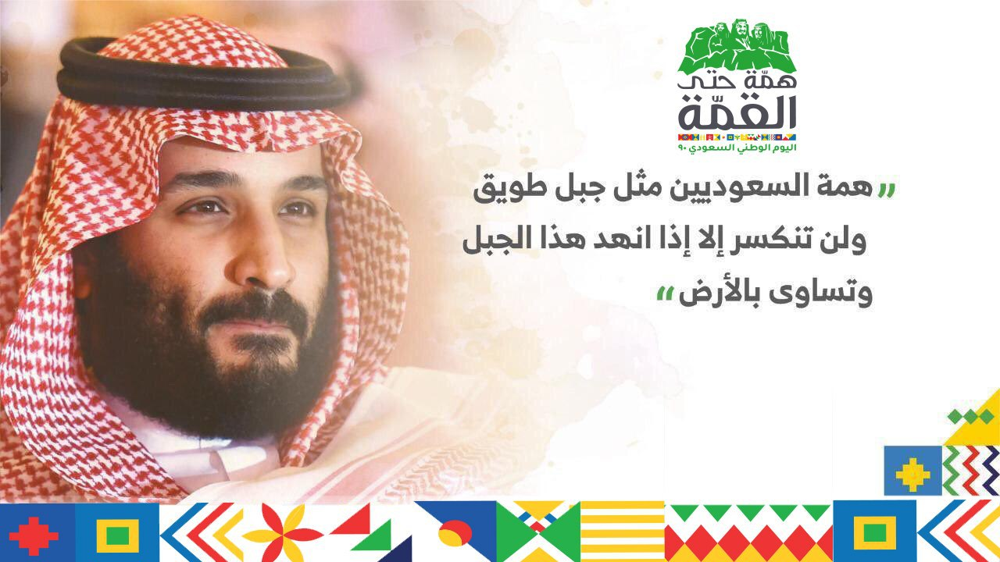 همّة حتى
القمّة
اليوم الوطني السعودي ٩٠
„همة السعوديين مثل جبل طويق
ولن تنكسر إلا إذا انهد هذا الجبل
وتساوى بالأرض“